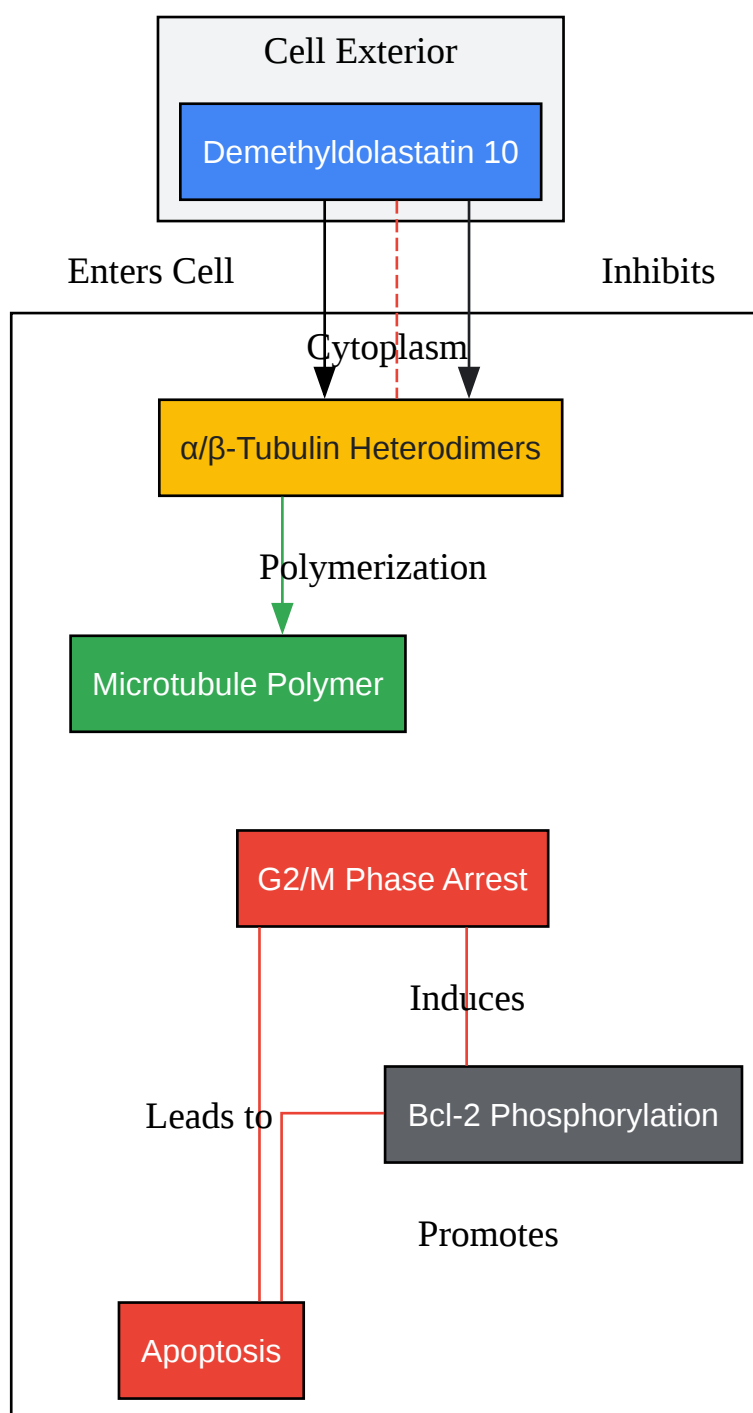 Cell Exterior
Demethyldolastatin 10
Enters Cell
Inhibits
Cytoplasm
α/β-Tubulin Heterodimers
Polymerization
Microtubule Polymer
G2/M Phase Arrest
Induces
Leads to
Bcl-2 Phosphorylation
Promotes
Apoptosis